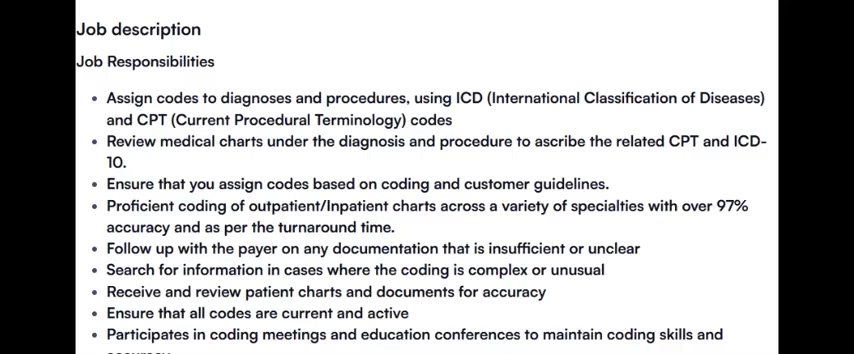 Job description
Job Responsibilities
• Assign codes to diagnoses and procedures, using ICD (International Classification of Diseases)
and CPT (Current Procedural Terminology) codes
• Review medical charts under the diagnosis and procedure to ascribe the related CPT and ICD-
10.
• Ensure that you assign codes based on coding and customer guidelines.
• Proficient coding of outpatient/Inpatient charts across a variety of specialties with over 97%
accuracy and as per the turnaround time.
• Follow up with the payer on any documentation that is insufficient or unclear
• Search for information in cases where the coding is complex or unusual
• Receive and review patient charts and documents for accuracy
• Ensure that all codes are current and active
• Participates in coding meetings and education conferences to maintain coding skills and